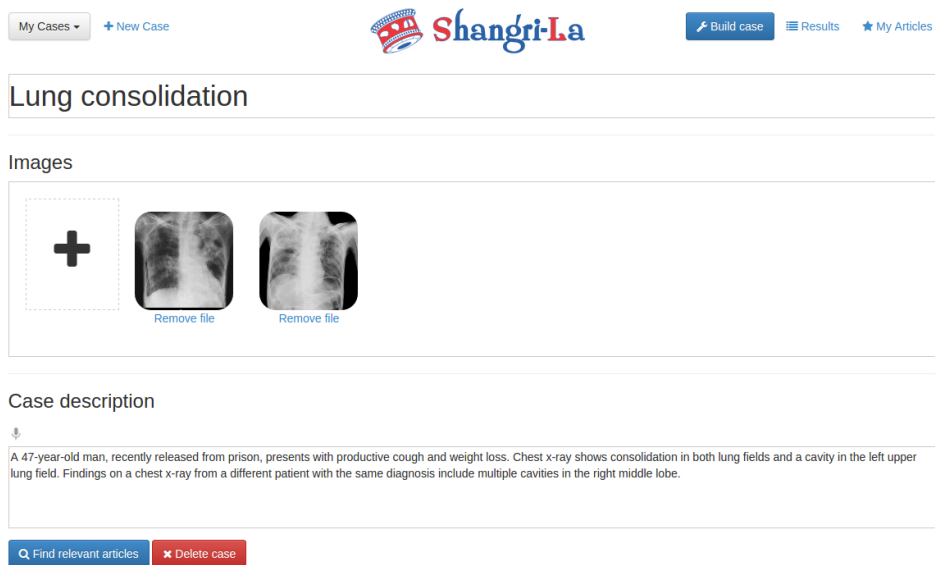 My Cases
New Case
Shangri-La
Build case
Results
My Articles
Lung consolidation
Images
Remove file
Remove file
Case description
A 47-year-old man, recently released from prison, presents with productive cough and weight loss. Chest x-ray shows consolidation in both lung fields and a cavity in the left upper
lung field. Findings on a chest x-ray from a different patient with the same diagnosis include multiple cavities in the right middle lobe.
Find relevant articles
Delete case